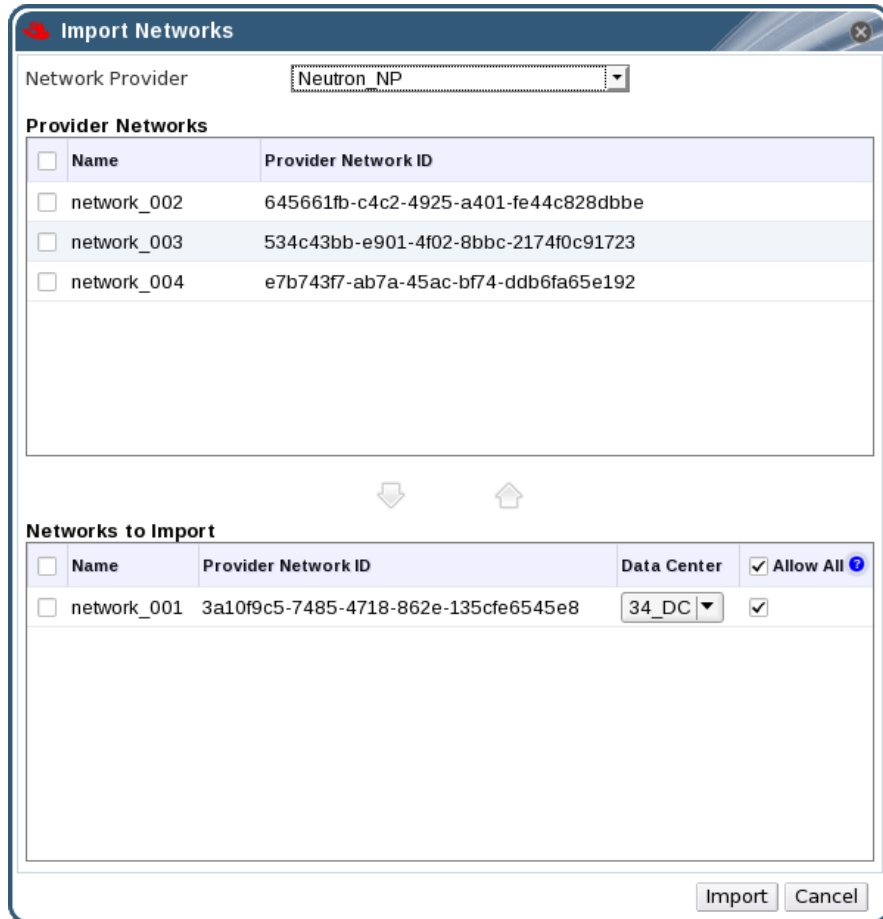 Import Networks
Network Provider Neutron_NP
Provider Networks
Name Provider Network ID
network_002 645661fb-c4c2-4925-a401-fe44c828dbbe
network_003 534c43bb-e901-4f02-8bbc-2174f0c91723
network_004 e7b743f7-ab7a-45ac-bf74-ddb6fa65e192
Networks to Import
Name Provider Network ID Data Center Allow All ?
network_001 3a10f9c5-7485-4718-862e-135cfe6545e8 34_DC
Import Cancel